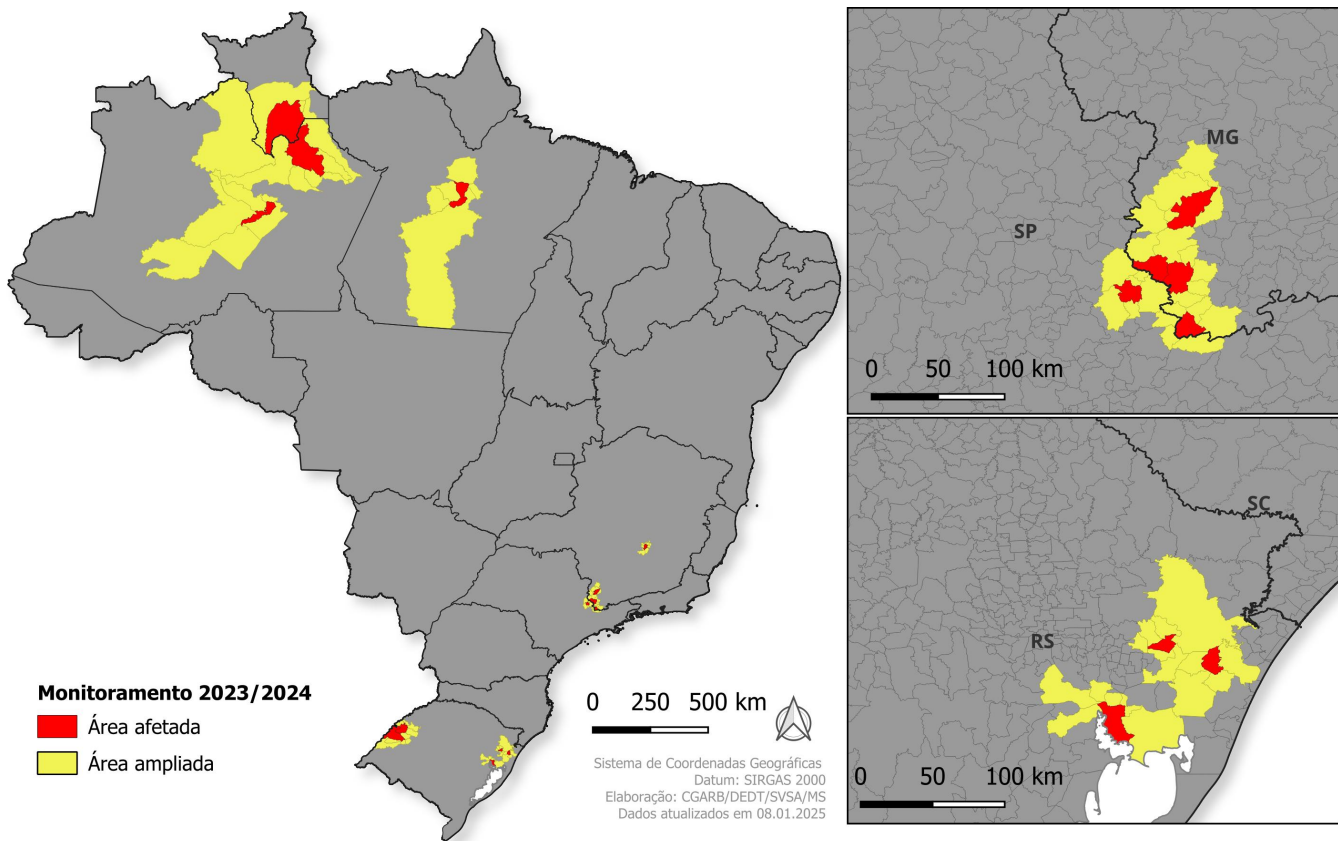 MG
SP
0 50 100 km
SC
RS
0 50 100 km
Monitoramento 2023/2024
Área afetada
Área ampliada
0 250 500 km
Sistema de Coordenadas Geográficas
Datum: SIRGAS 2000
Elaboração: CGARB/DEDT/SVSA/MS
Dados atualizados em 08.01.2025